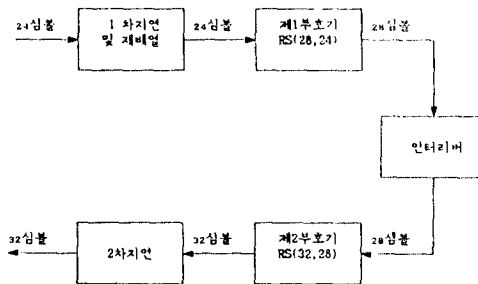 24심볼
1 차지연
및 재배열
24심볼
제1부호기
RS(28,24)
28심볼
인터리버
28심볼
제2부호기
RS(32,28)
32심볼
2차지연
32심볼